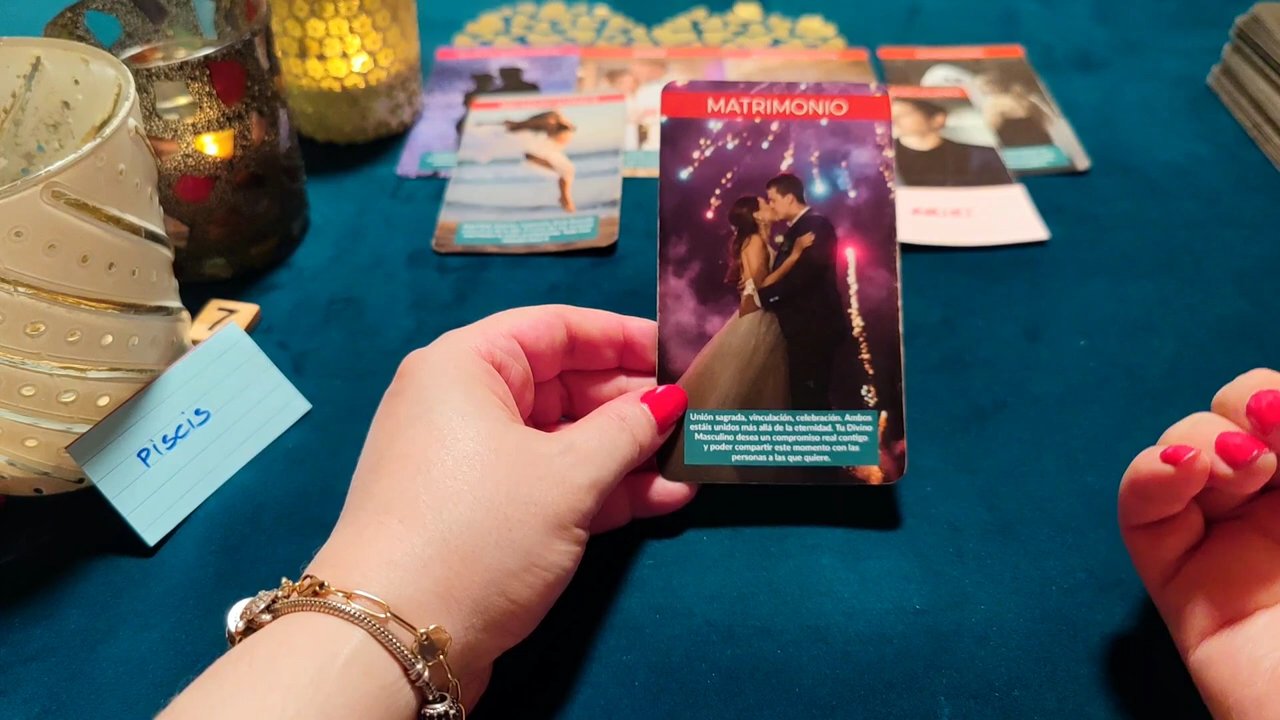 MATRIMONIO
Unión sagrada, vinculación, celebración. Ambos
estáis unidos más allá de la eternidad. Tu Divino
Masculino desea un compromiso real contigo
y poder compartir este momento con las
personas a las que quiere.
7
PISCIS